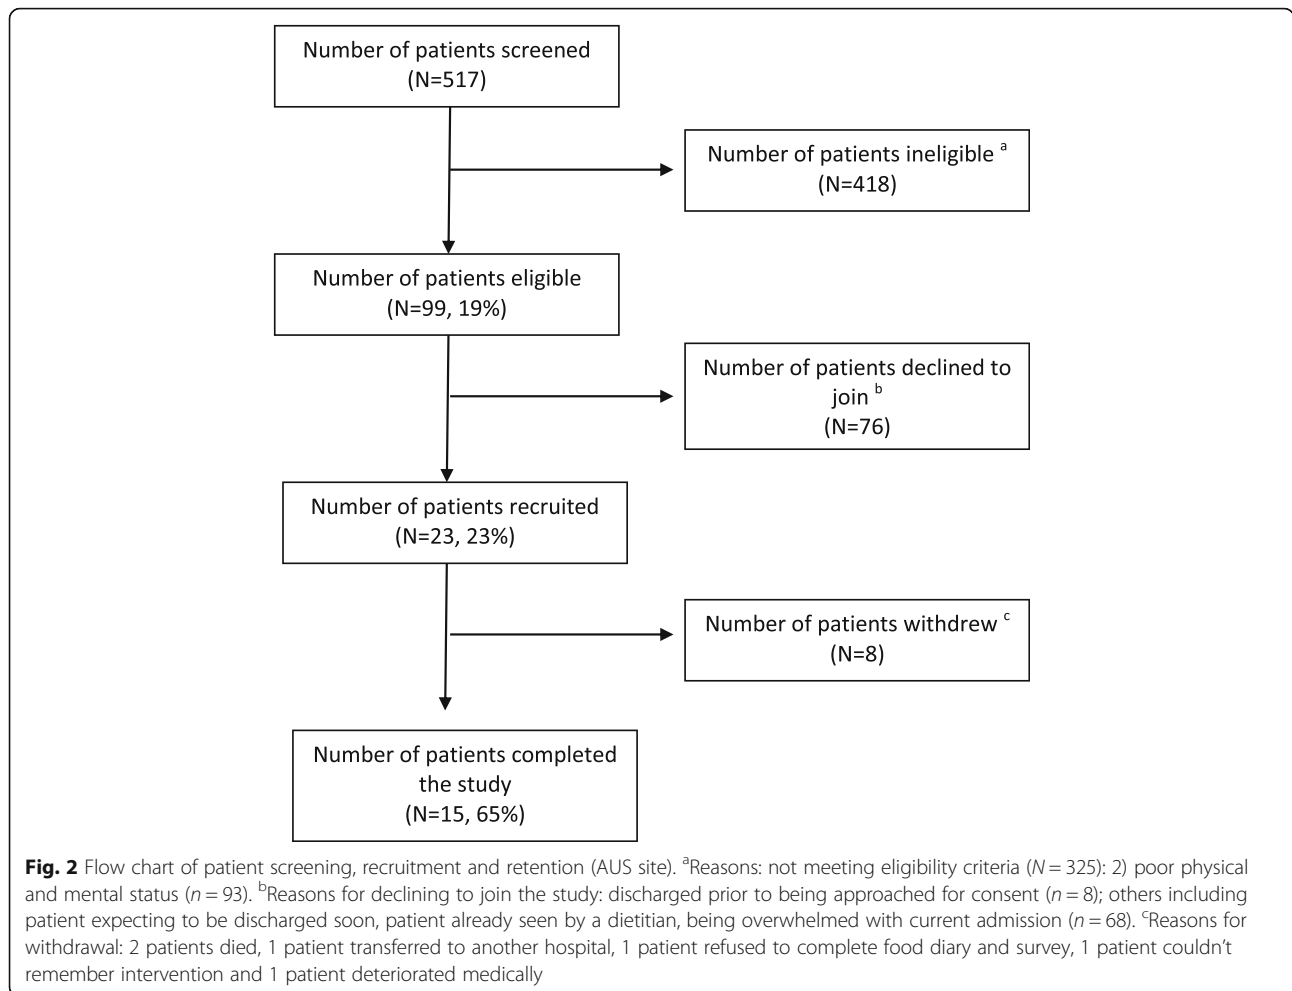 Number of patients screened
(N=517)
Number of patients ineligible a
(N=418)
Number of patients eligible
(N=99, 19%)
Number of patients declined to
join b
(N=76)
Number of patients recruited
(N=23, 23%)
Number of patients withdrew c
(N=8)
Number of patients completed
the study
(N=15, 65%)
Fig. 2 Flow chart of patient screening, recruitment and retention (AUS site). aReasons: not meeting eligibility criteria (N = 325): 2) poor physical
and mental status (n = 93). bReasons for declining to join the study: discharged prior to being approached for consent (n = 8); others including
patient expecting to be discharged soon, patient already seen by a dietitian, being overwhelmed with current admission (n = 68). cReasons for
withdrawal: 2 patients died, 1 patient transferred to another hospital, 1 patient refused to complete food diary and survey, 1 patient couldn't
remember intervention and 1 patient deteriorated medically